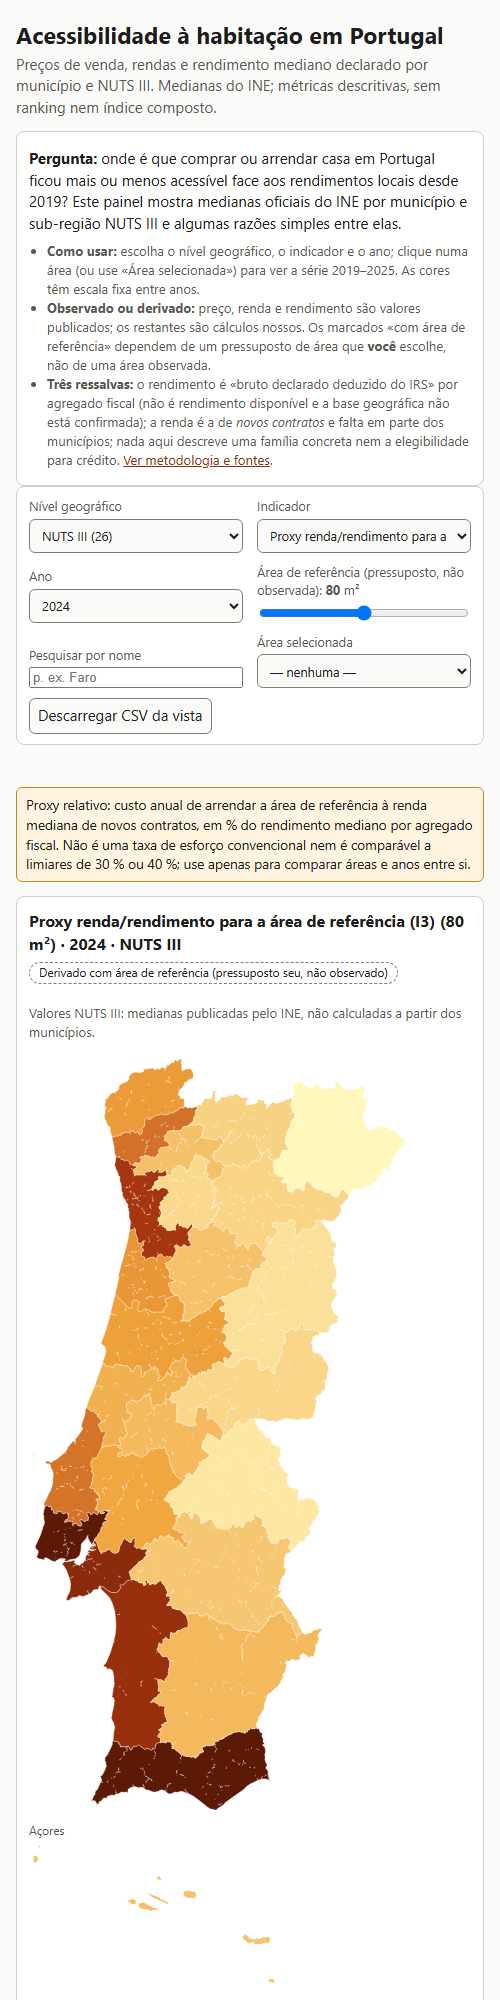 Acessibilidade à habitação em Portugal
Preços de venda, rendas e rendimento mediano declarado por
município e NUTS III. Medianas do INE; métricas descritivas, sem
ranking nem índice composto.
Pergunta: onde é que comprar ou arrendar casa em Portugal
ficou mais ou menos acessível face aos rendimentos locais desde
2019? Este painel mostra medianas oficiais do INE por município e
sub-região NUTS III e algumas razões simples entre elas.
• Como usar: escolha o nível geográfico, o indicador e o ano; clique numa
área (ou use «Área selecionada») para ver a série 2019–2025. As cores
têm escala fixa entre anos.
• Observado ou derivado: preço, renda e rendimento são valores
publicados; os restantes são cálculos nossos. Os marcados «com área de
referência» dependem de um pressuposto de área que você escolhe,
não de uma área observada.
• Três ressalvas: o rendimento é «bruto declarado deduzido do IRS» por
agregado fiscal (não é rendimento disponível e a base geográfica não
está confirmada); a renda é a de novos contratos e falta em parte dos
municípios; nada aqui descreve uma família concreta nem a elegibilidade
para crédito. Ver metodologia e fontes.
Nível geográfico
NUTS III (26)
Indicador
Proxy renda/rendimento para a
Ano
2024
Área de referência (pressuposto, não
observada): 80 m²
Pesquisar por nome
p. ex. Faro
Área selecionada
— nenhuma —
Descarregar CSV da vista
Proxy relativo: custo anual de arrendar a área de referência à renda
mediana de novos contratos, em % do rendimento mediano por agregado
fiscal. Não é uma taxa de esforço convencional nem é comparável a
limiares de 30 % ou 40 %; use apenas para comparar áreas e anos entre si.
Proxy renda/rendimento para a área de referência (I3) (80
m²) · 2024 · NUTS III
Derivado com área de referência (pressuposto seu, não observado)
Valores NUTS III: medianas publicadas pelo INE, não calculadas a partir dos
municípios.
Açores